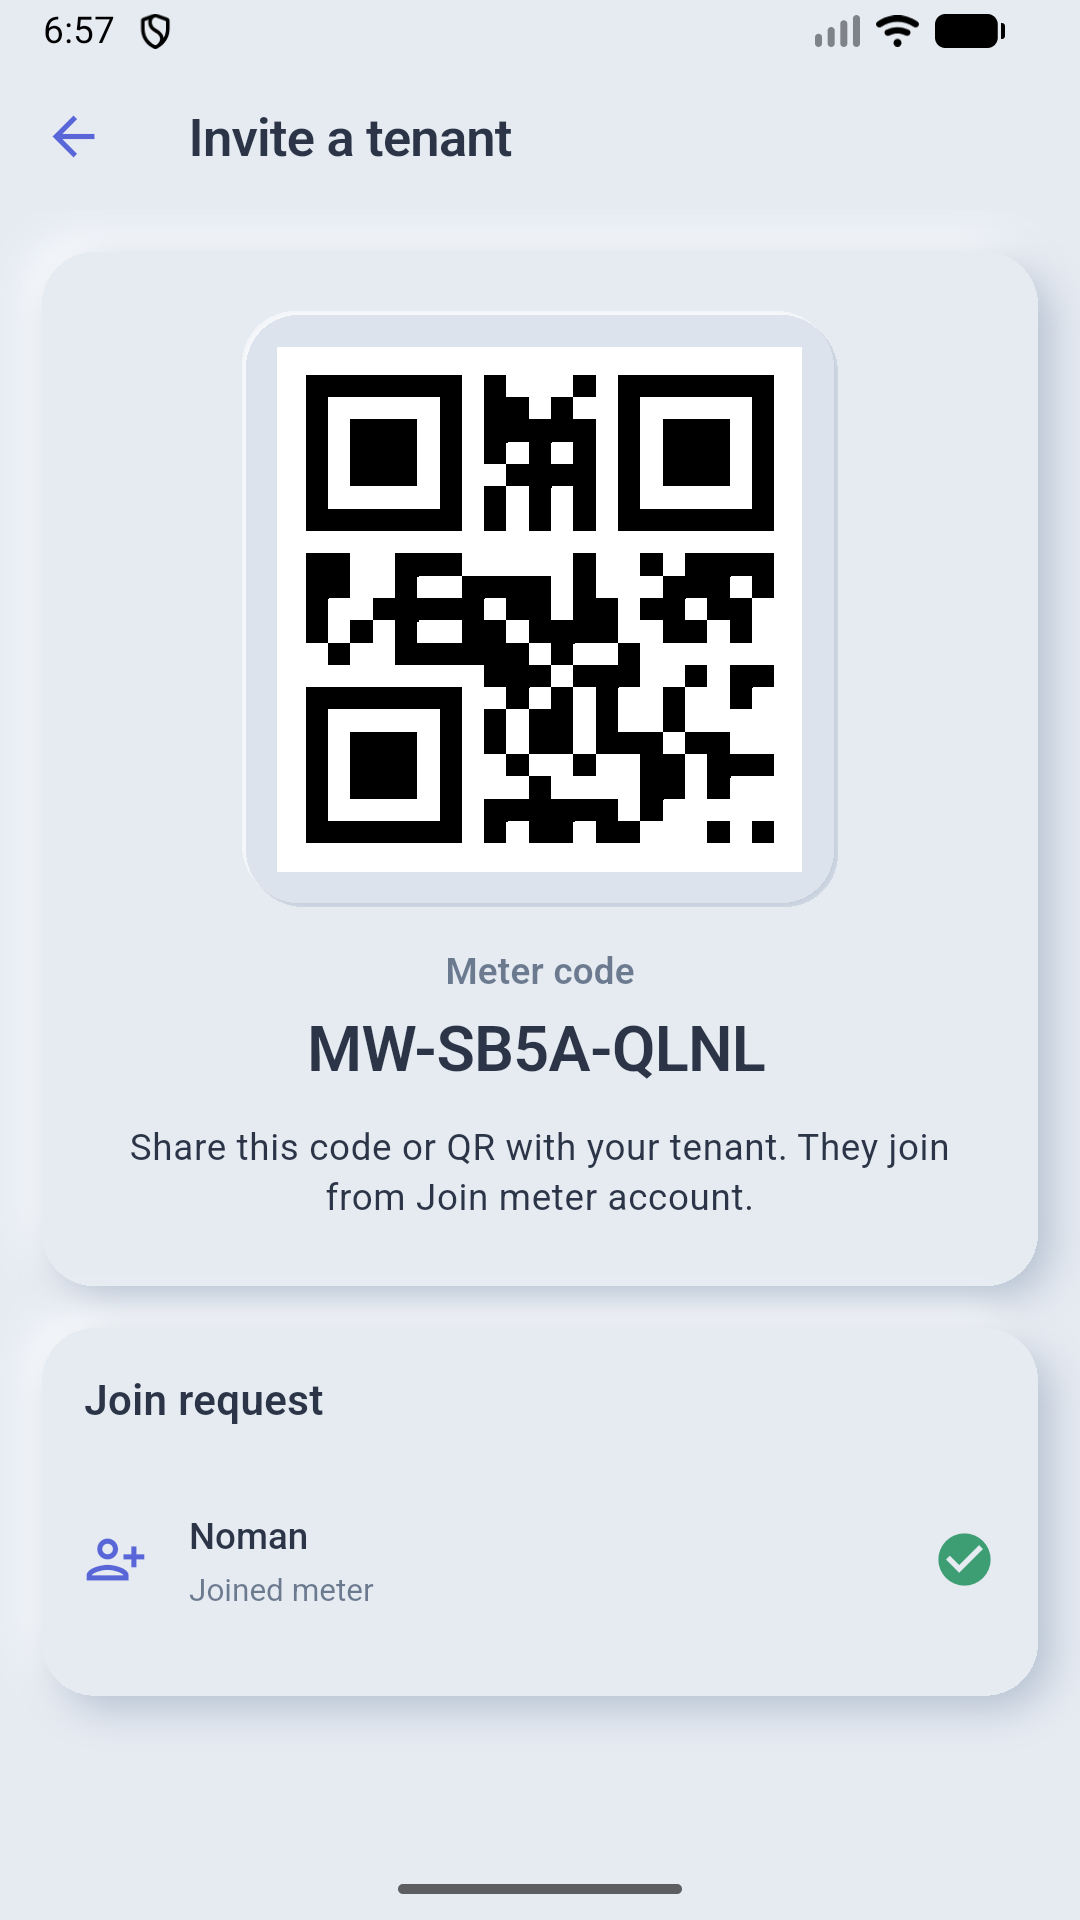 6:57
Invite a tenant
Meter code
MW-SB5A-QLNL
Share this code or QR with your tenant. They join
from Join meter account.
Join request
Noman
Joined meter